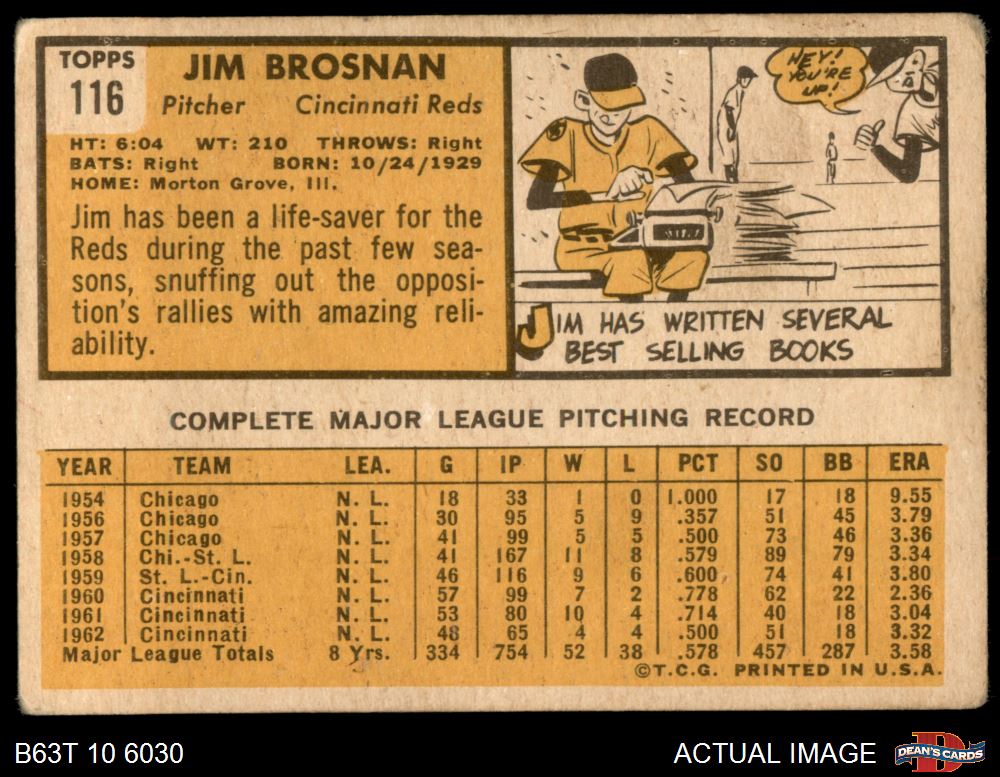 TOPPS
116
JIM BROSNAN
Pitcher Cincinnati Reds
HT: 6:04 WT: 210 THROWS: Right
BATS: Right BORN: 10/24/1929
HOME: Morton Grove, Ill.
Jim has been a life-saver for the
Reds during the past few sea-
sons, snuffing out the opposi-
tion's rallies with amazing reli-
ability.
HEY!
YOU'RE
UP!
JIM HAS WRITTEN SEVERAL
BEST SELLING BOOKS
COMPLETE MAJOR LEAGUE PITCHING RECORD
YEAR TEAM LEA. G IP W L PCT SO BB ERA
1954 Chicago N. L. 18 33 1 0 1.000 17 18 9.55
1956 Chicago N. L. 30 95 5 9 .357 51 45 3.79
1957 Chicago N. L. 41 99 5 5 .500 73 46 3.36
1958 Chi.-St. L. N. L. 41 167 11 8 .579 89 79 3.34
1959 St. L.-Cin. N. L. 46 116 9 6 .600 74 41 3.80
1960 Cincinnati N. L. 57 99 7 2 .778 62 22 2.36
1961 Cincinnati N. L. 53 80 10 4 .714 40 18 3.04
1962 Cincinnati N. L. 48 65 4 4 .500 51 18 3.32
Major League Totals 8 Yrs. 334 754 52 38 .578 457 287 3.58
©T.C.G. PRINTED IN U.S.A.
B63T 10 6030
ACTUAL IMAGE
DEAN'S CARDS